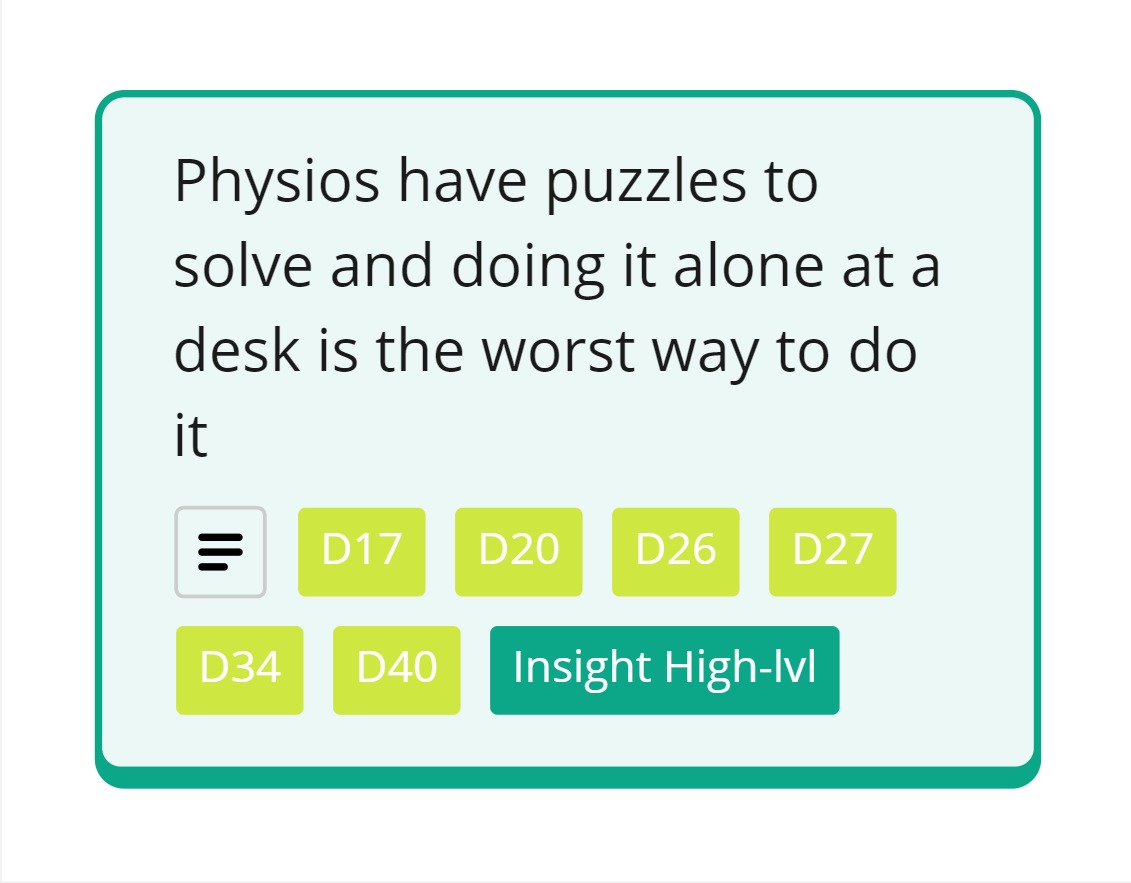 Physios have puzzles to
solve and doing it alone at a
desk is the worst way to do
it
D17 D20 D26 D27
D34 D40 Insight High-lvl